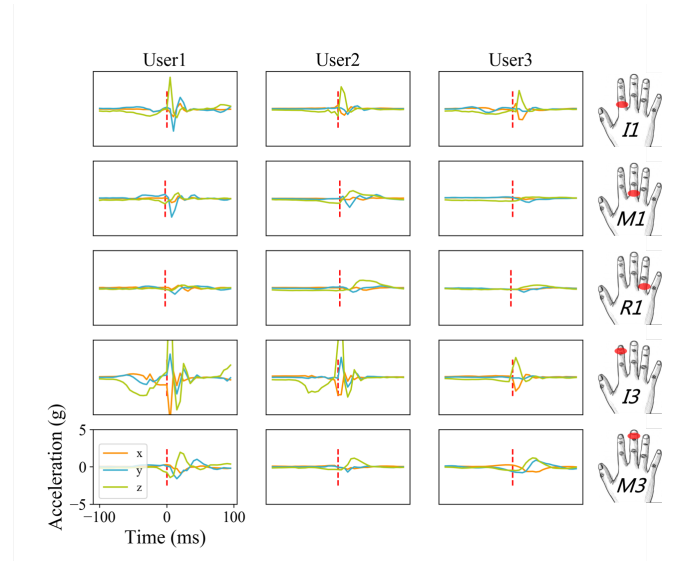 User1 User2 User3
I1
M1
R1
I3
M3
Acceleration (g)
5
0
−5
x
y
z
−100 0 100
Time (ms)